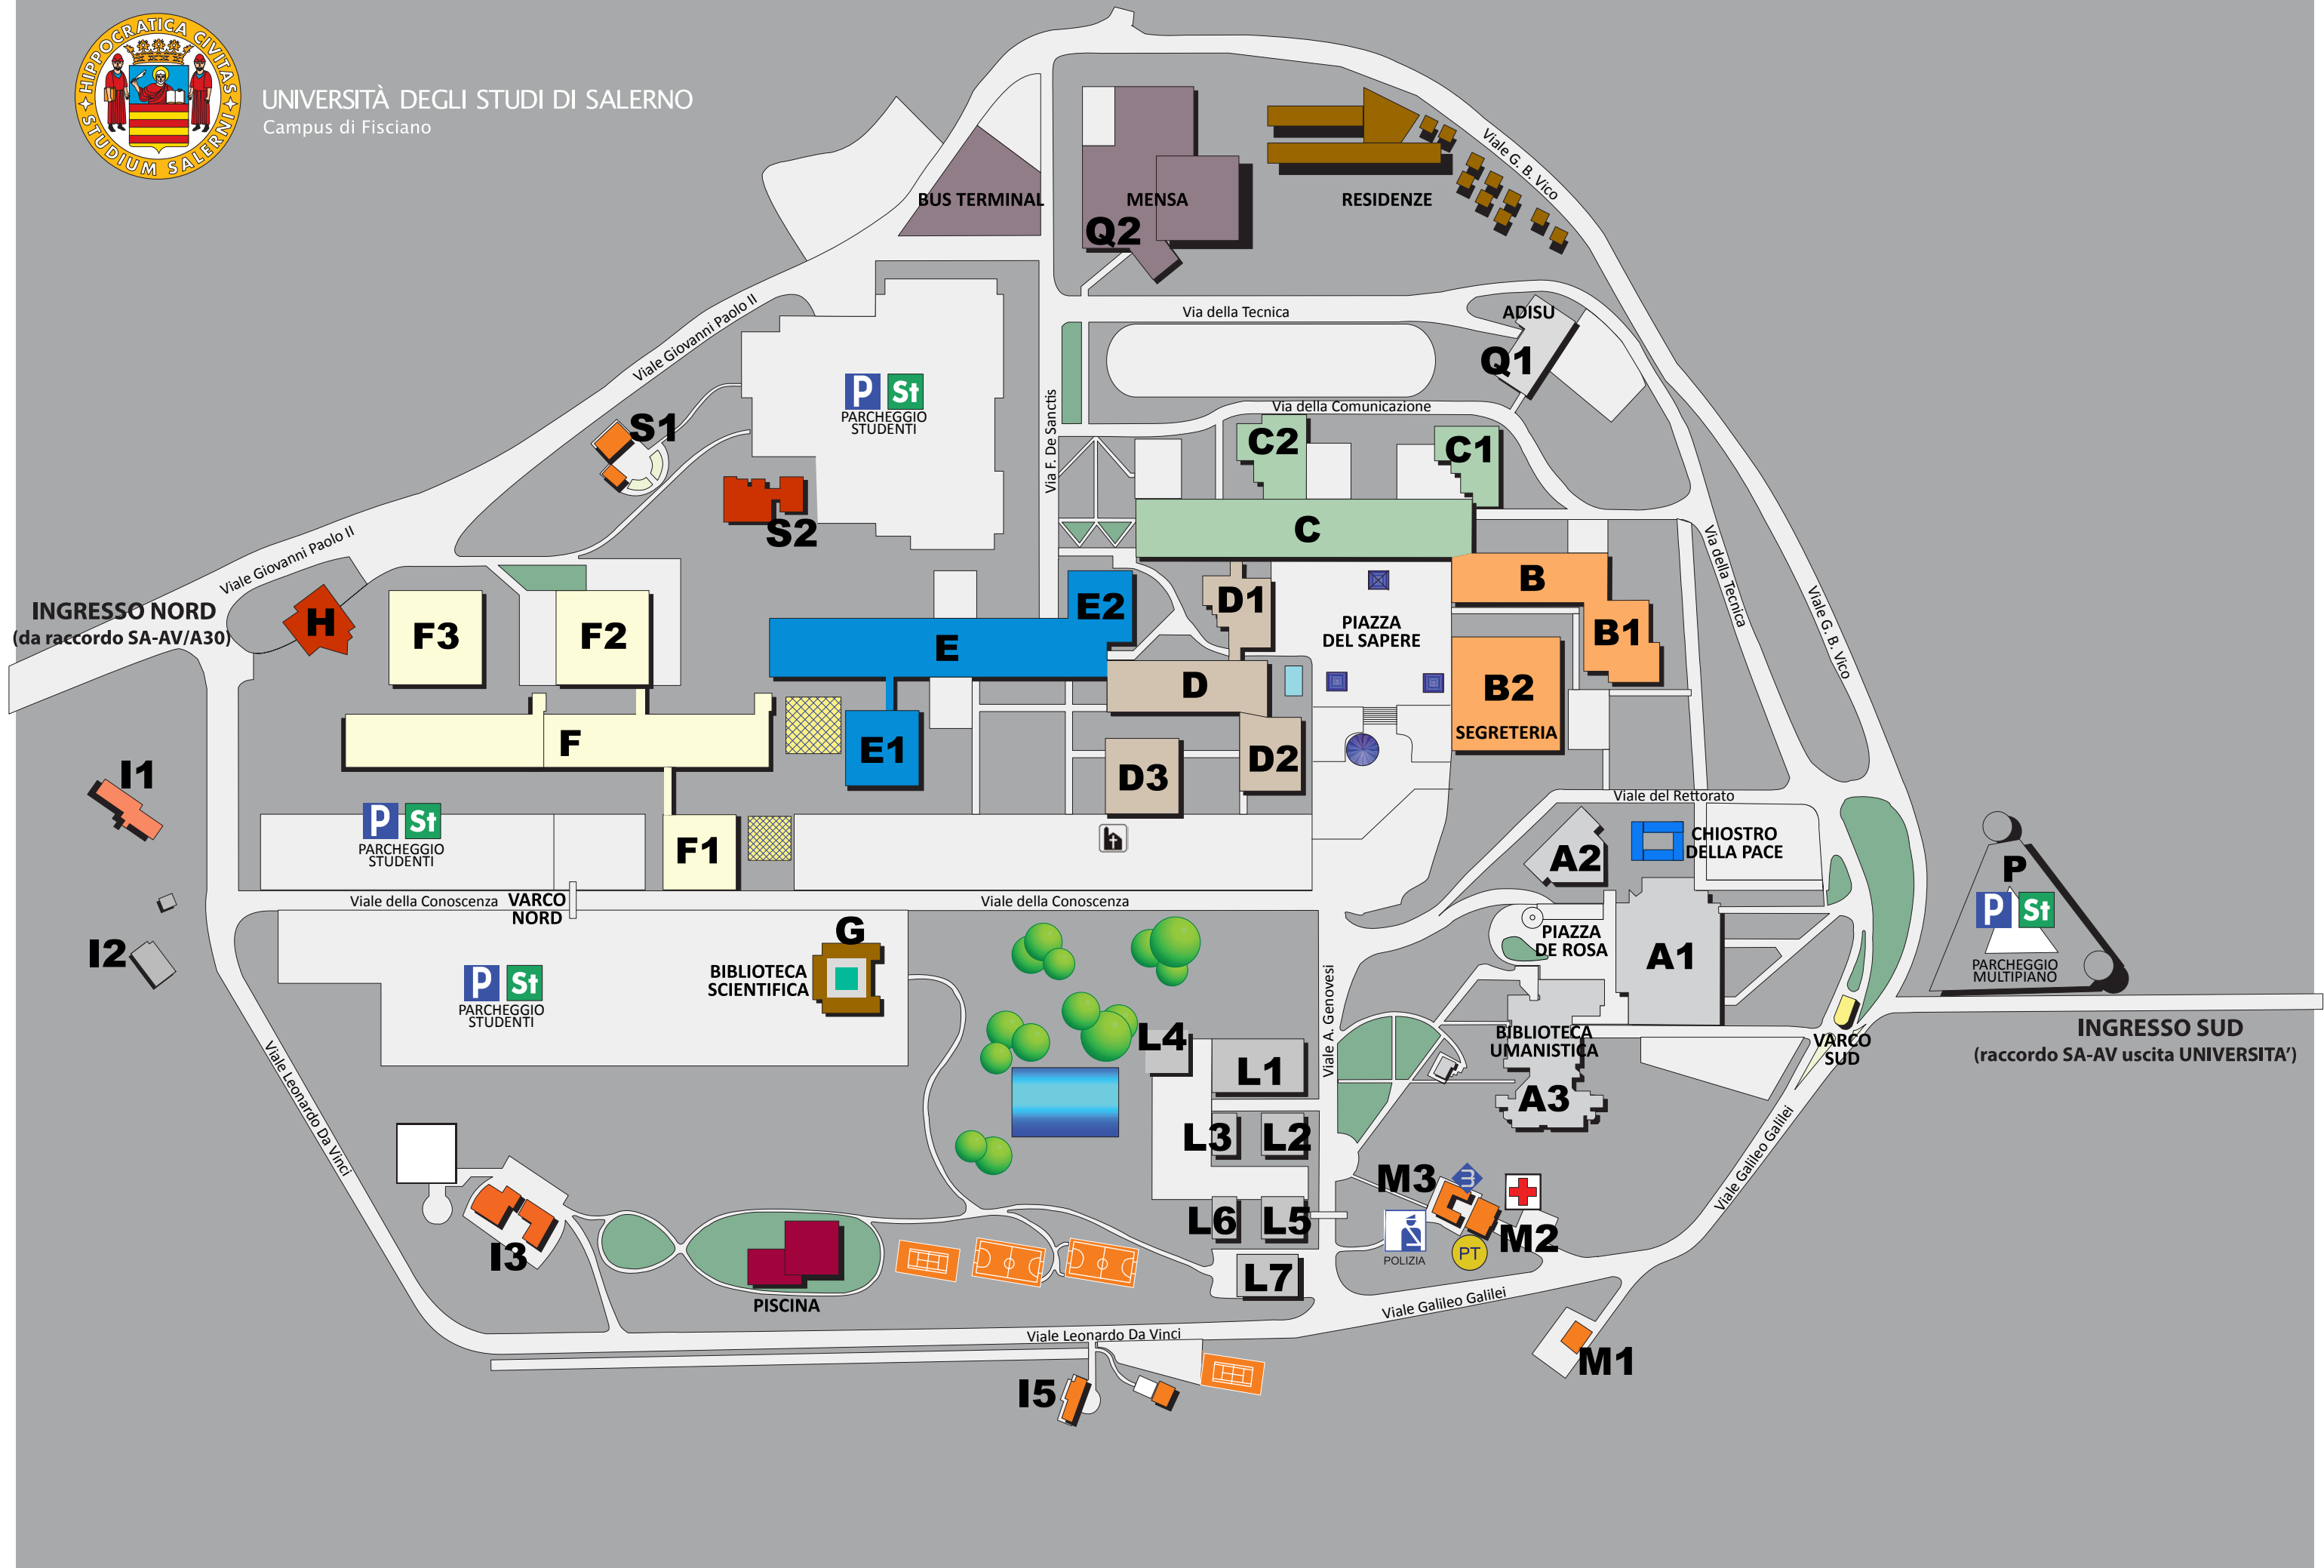 HIPPOCRATICA CIVITAS
STUDIUM SALERNI
UNIVERSITÀ DEGLI STUDI DI SALERNO
Campus di Fisciano
Viale G. B. Vico
BUS TERMINAL
MENSA
RESIDENZE
Q2
Viale Giovanni Paolo II
Via della Tecnica
ADISU
Q1
P St
PARCHEGGIO
STUDENTI
Via F. De Sanctis
Via della Comunicazione
S1
C2
C1
S2
C
Viale Giovanni Paolo II
Via della Tecnica
B
INGRESSO NORD
(da raccordo SA-AV/A30)
H
F3
F2
E2
E
D1
PIAZZA
DEL SAPERE
B1
Viale G. B. Vico
D
B2
SEGRETERIA
F
E1
D2
D3
I1
Viale del Rettorato
P St
PARCHEGGIO
STUDENTI
F1
A2
CHIOSTRO
DELLA PACE
P
P St
PARCHEGGIO
MULTIPIANO
Viale della Conoscenza
VARCO
NORD
Viale della Conoscenza
G
BIBLIOTECA
SCIENTIFICA
I2
P St
PARCHEGGIO
STUDENTI
PIAZZA
DE ROSA
A1
Viale A. Genovesi
INGRESSO SUD
(raccordo SA-AV uscita UNIVERSITA')
VARCO
SUD
BIBLIOTECA
UMANISTICA
A3
L4
L1
L3
L2
Viale Leonardo Da Vinci
Viale Galileo Galilei
M3
m
L6
L5
POLIZIA
PT
M2
I3
L7
PISCINA
Viale Galileo Galilei
Viale Leonardo Da Vinci
M1
I5